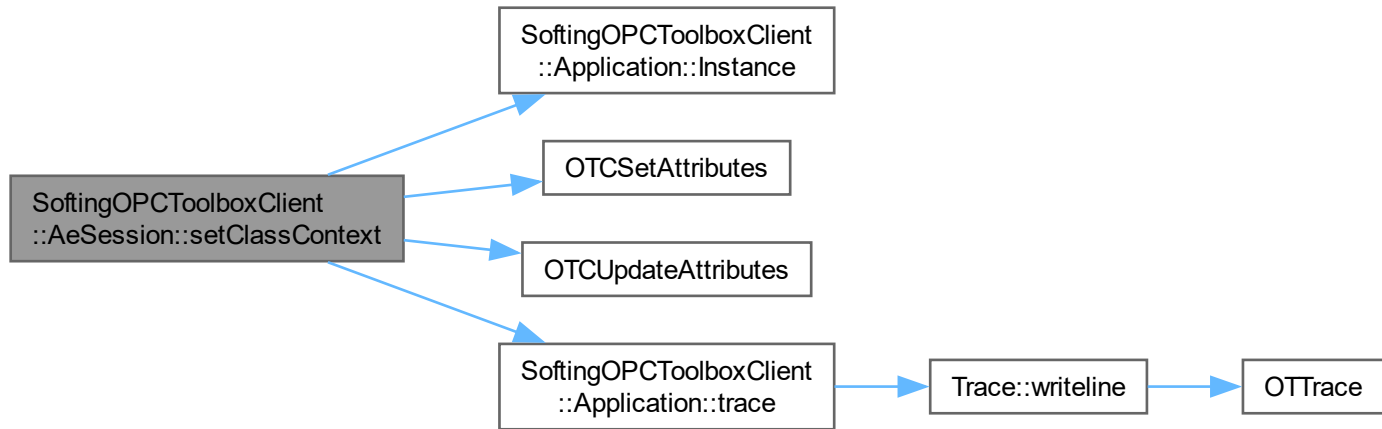 SoftingOPCToolboxClient
::Application::Instance
OTCSetAttributes
SoftingOPCToolboxClient
::AeSession::setClassContext
OTCUpdateAttributes
SoftingOPCToolboxClient
::Application::trace
Trace::writeline
OTTrace